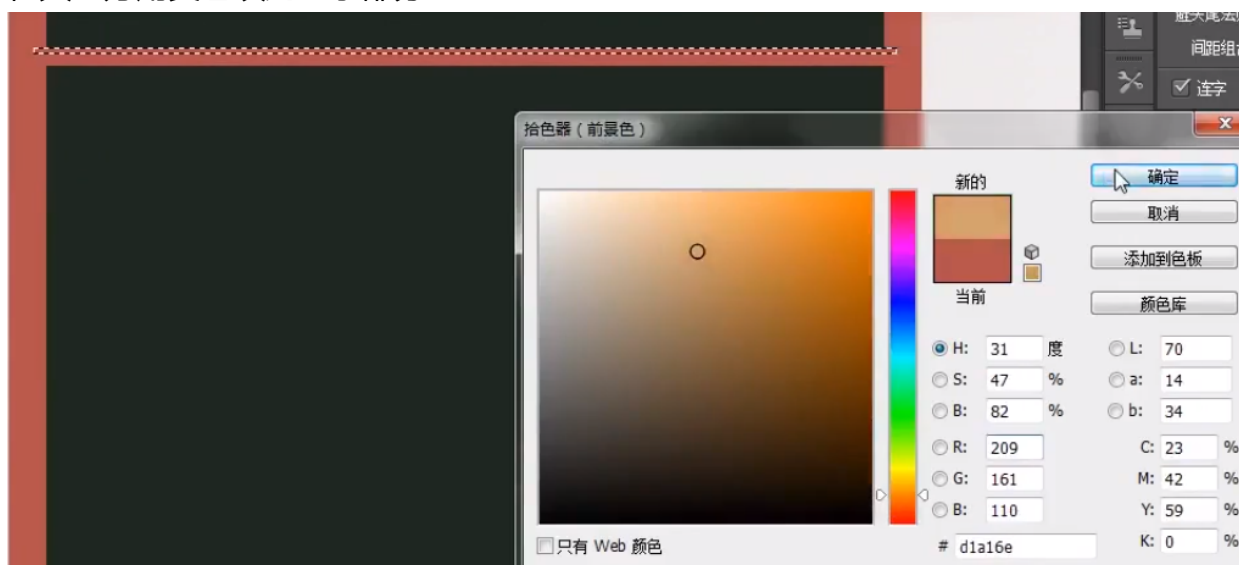 间距组
连字
拾色器（前景色）
新的
当前
确定
取消
添加到色板
颜色库
H: 31 度
L: 70
S: 47 %
a: 14
B: 82 %
b: 34
R: 209
C: 23 %
G: 161
M: 42 %
B: 110
Y: 59 %
只有 Web 颜色
# d1a16e
K: 0 %